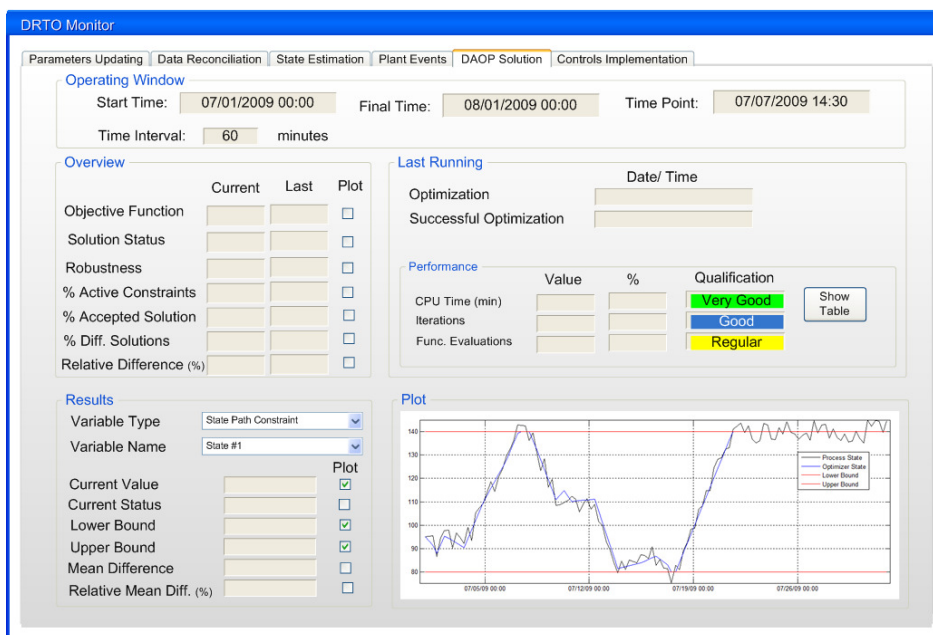 DRTO Monitor
Parameters Updating Data Reconciliation State Estimation Plant Events DAOP Solution Controls Implementation
Operating Window
Start Time: 07/01/2009 00:00 Final Time: 08/01/2009 00:00 Time Point: 07/07/2009 14:30
Time Interval: 60 minutes
Overview
Current Last Plot
Objective Function
Solution Status
Robustness
% Active Constraints
% Accepted Solution
% Diff. Solutions
Relative Difference (%)
Last Running
Date/ Time
Optimization
Successful Optimization
Performance
Value % Qualification
CPU Time (min) Very Good
Iterations Good
Func. Evaluations Regular
Show
Table
Results
Variable Type State Path Constraint
Variable Name State #1
Plot
Current Value
Current Status
Lower Bound
Upper Bound
Mean Difference
Relative Mean Diff. (%)
Plot
140
130
120
110
100
90
80
Process State
Optimizer State
Lower Bound
Upper Bound
07/05/09 00:00 07/12/09 00:00 07/19/09 00:00 07/26/09 00:00